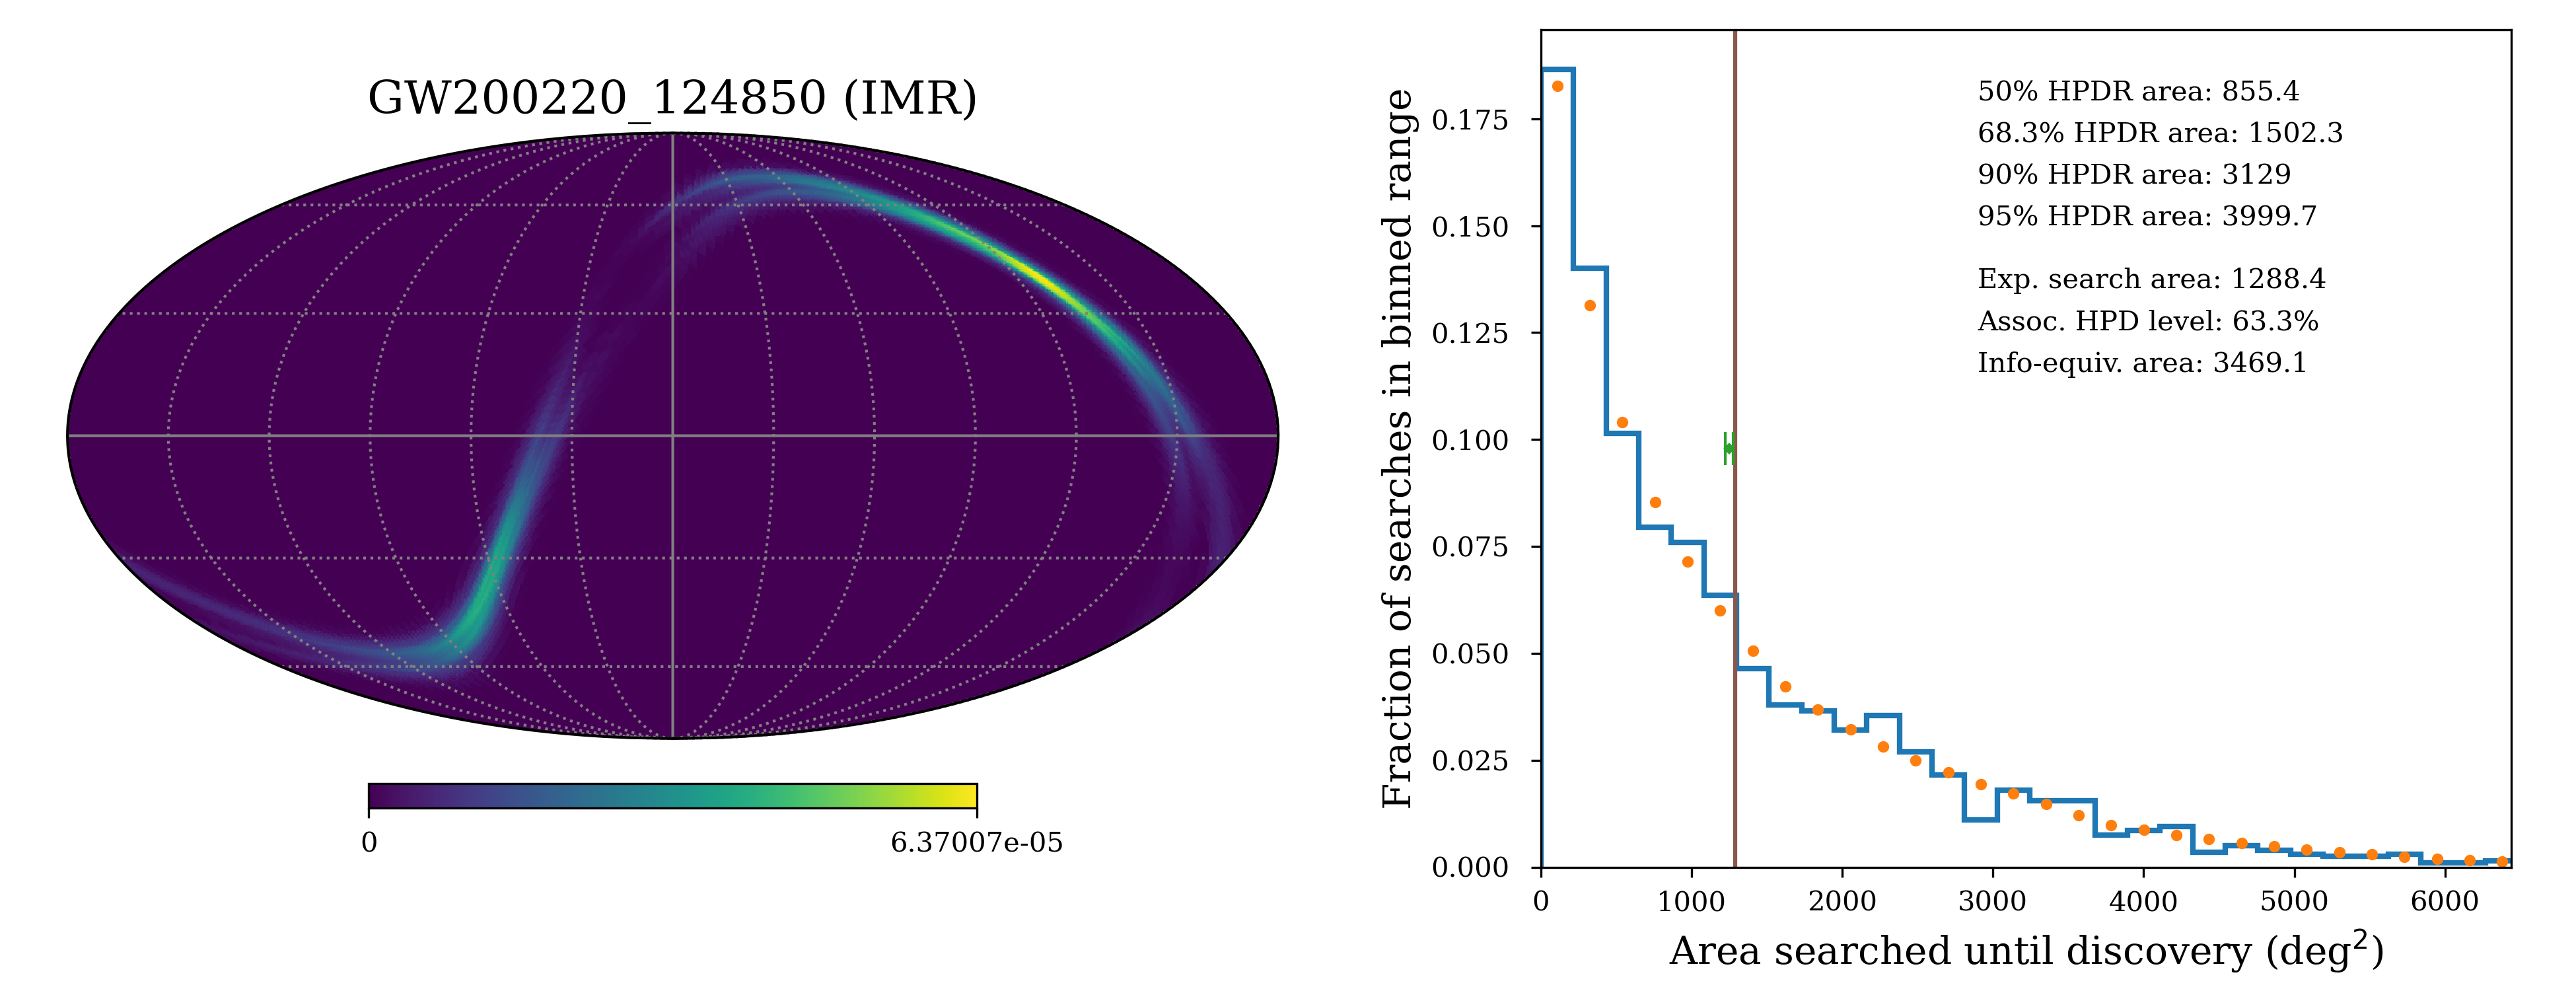 GW200220_124850 (IMR)
0
6.37007e-05
Fraction of searches in binned range
0.175
0.150
0.125
0.100
0.075
0.050
0.025
0.000
50% HPDR area: 855.4
68.3% HPDR area: 1502.3
90% HPDR area: 3129
95% HPDR area: 3999.7
Exp. search area: 1288.4
Assoc. HPD level: 63.3%
Info-equiv. area: 3469.1
0 1000 2000 3000 4000 5000 6000
Area searched until discovery (deg²)